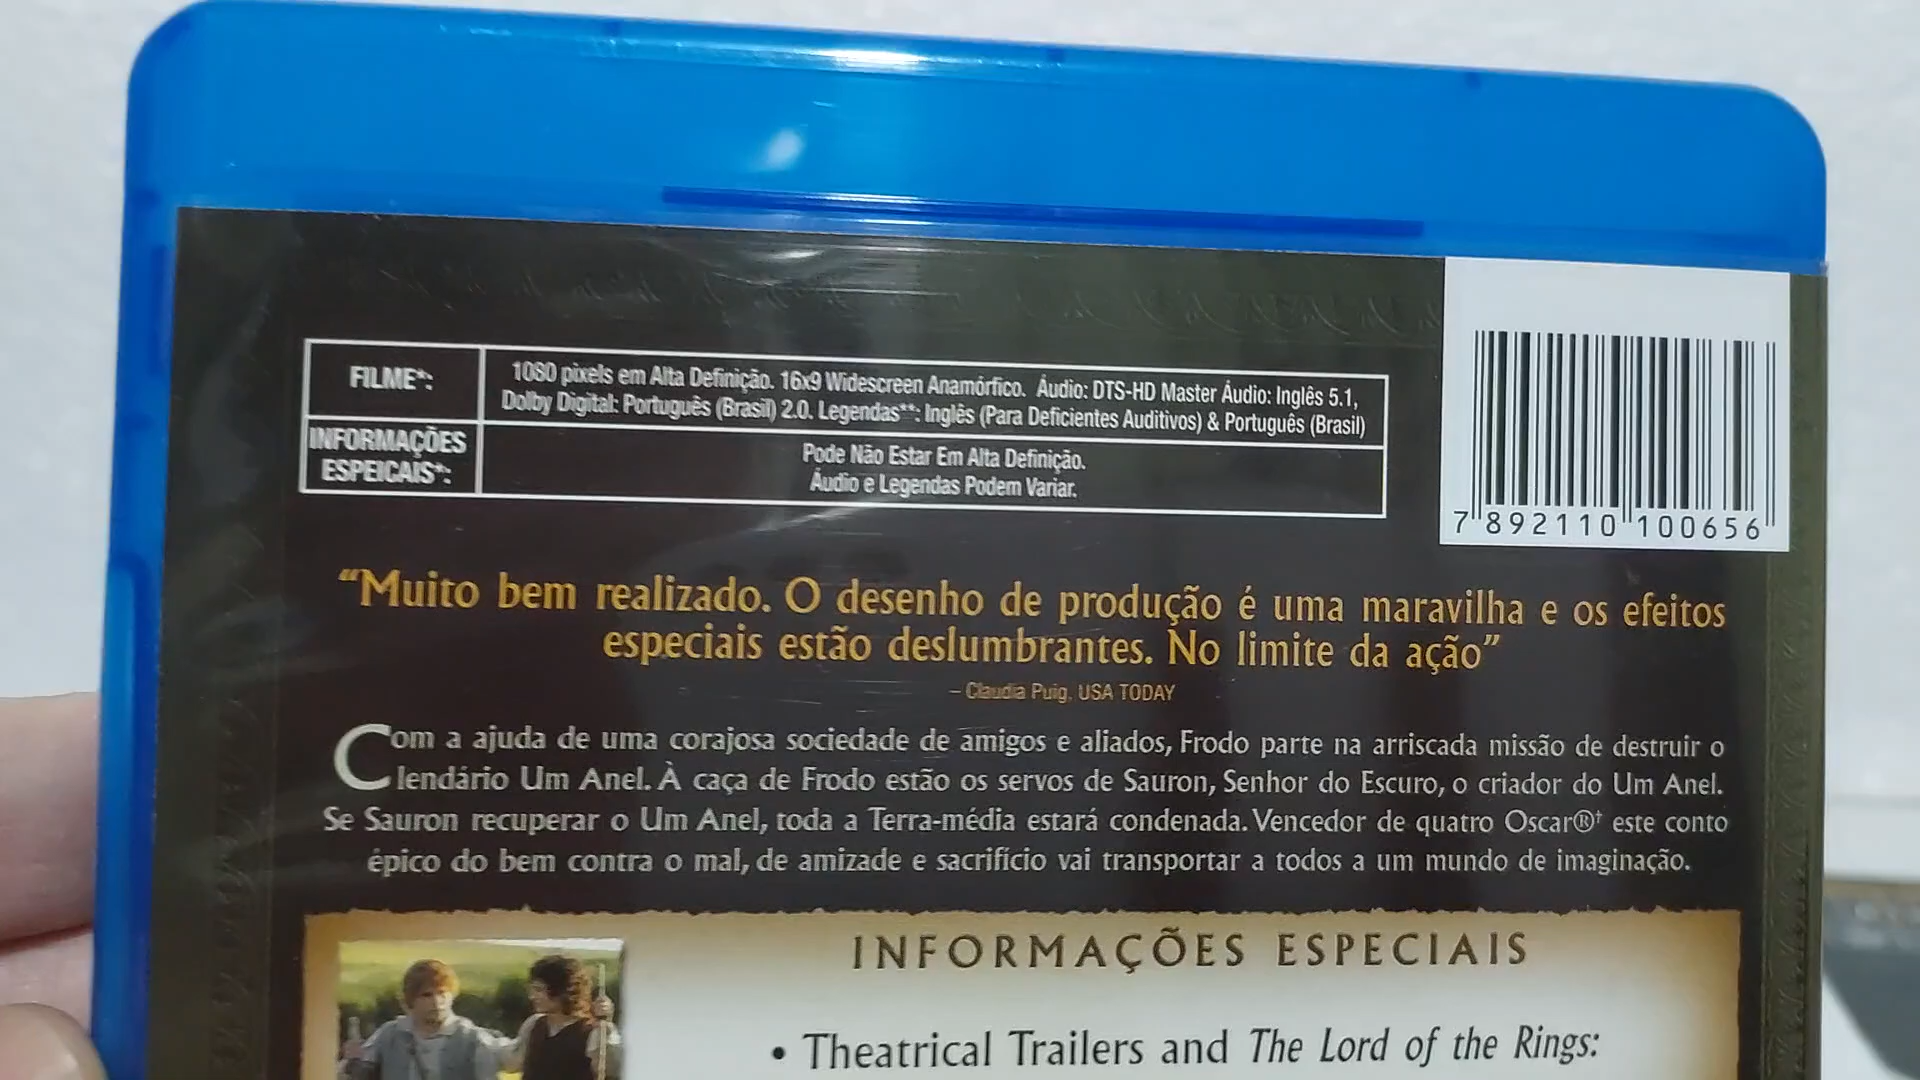 FILME*:
1080 pixels em Alta Definição. 16x9 Widescreen Anamórfico. Áudio: DTS-HD Master Áudio: Inglês 5.1,
Dolby Digital: Português (Brasil) 2.0. Legendas**: Inglês (Para Deficientes Auditivos) & Português (Brasil)
INFORMAÇÕES
ESPEICAIS*:
Pode Não Estar Em Alta Definição.
Áudio e Legendas Podem Variar.
7 892110 100656
“Muito bem realizado. O desenho de produção é uma maravilha e os efeitos
especiais estão deslumbrantes. No limite da ação”
– Claudia Puig, USA TODAY
Com a ajuda de uma corajosa sociedade de amigos e aliados, Frodo parte na arriscada missão de destruir o
lendário Um Anel. À caça de Frodo estão os servos de Sauron, Senhor do Escuro, o criador do Um Anel.
Se Sauron recuperar o Um Anel, toda a Terra-média estará condenada. Vencedor de quatro Oscar®† este conto
épico do bem contra o mal, de amizade e sacrifício vai transportar a todos a um mundo de imaginação.
INFORMAÇÕES ESPECIAIS
• Theatrical Trailers and The Lord of the Rings: